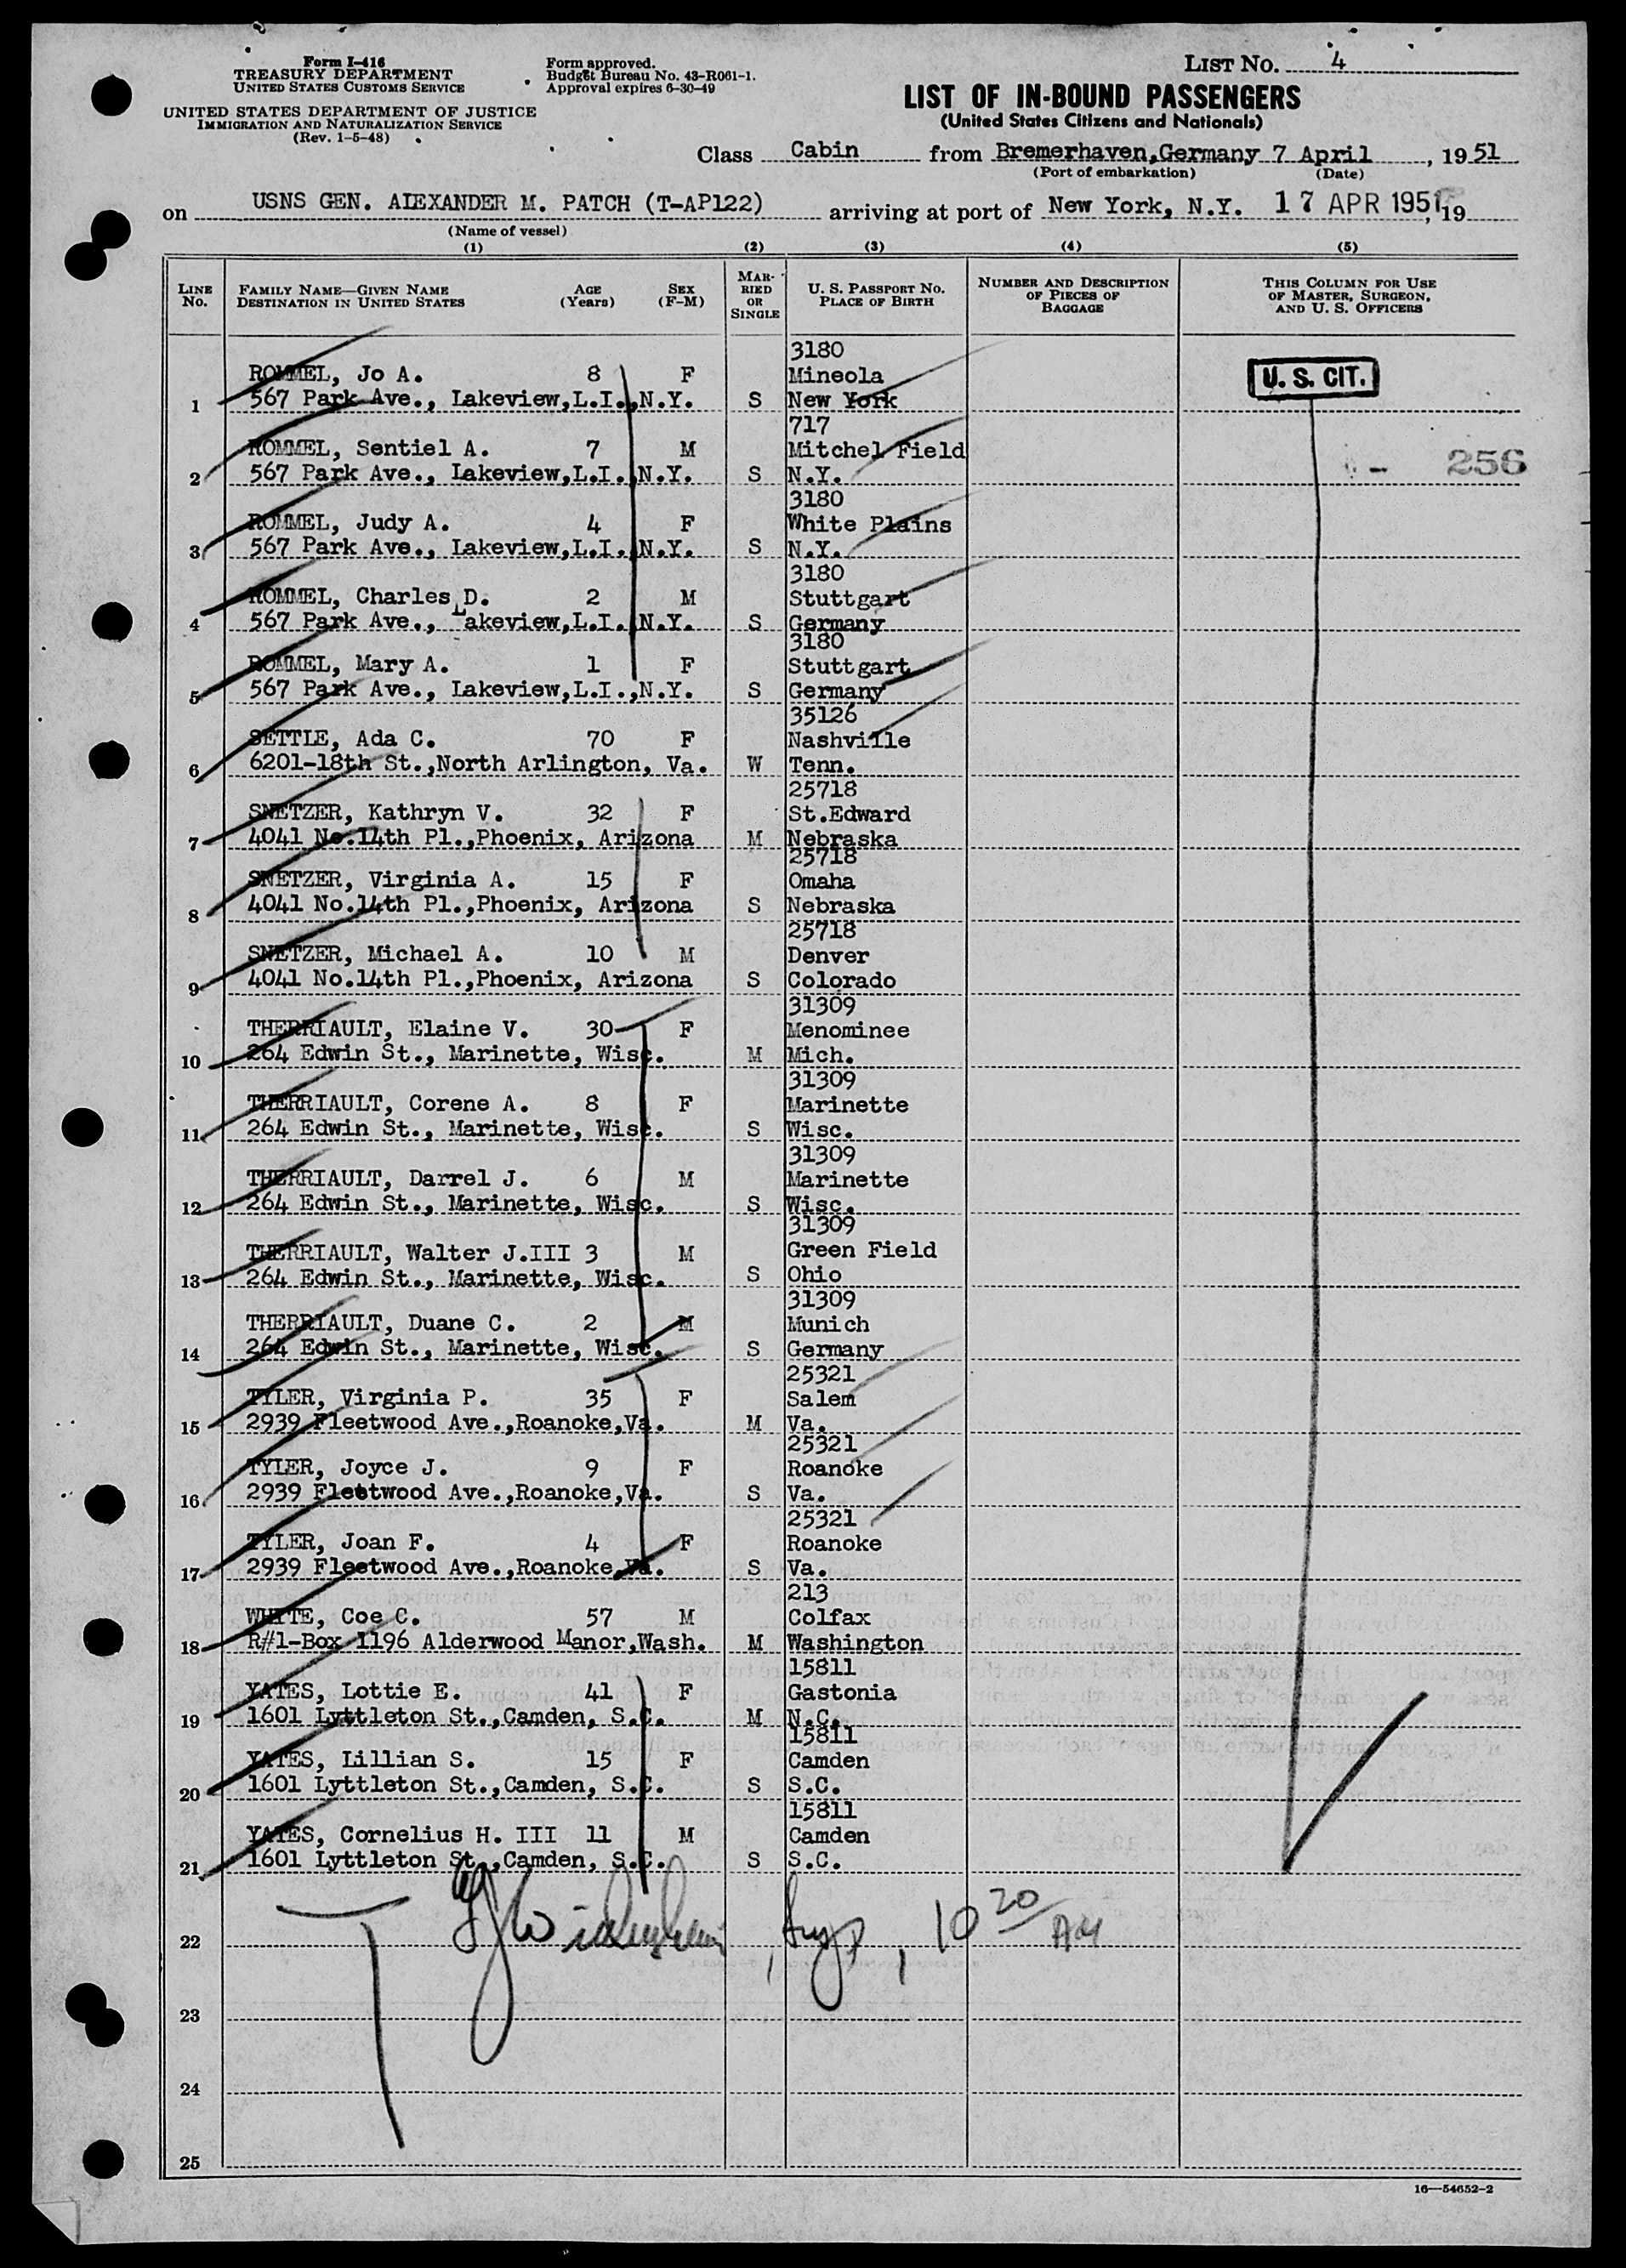 Form I-416
TREASURY DEPARTMENT
UNITED STATES CUSTOMS SERVICE
UNITED STATES DEPARTMENT OF JUSTICE
IMMIGRATION AND NATURALIZATION SERVICE
(Rev. 1-5-48)
Form approved.
Budget Bureau No. 43-R061-1.
Approval expires 6-30-49
LIST NO. 4
LIST OF IN-BOUND PASSENGERS
(United States Citizens and Nationals)
Class Cabin from Bremerhaven,Germany 7 April , 19 51
(Port of embarkation) (Date)
on USNS GEN. ALEXANDER M. PATCH (T-AP122) arriving at port of New York, N.Y. 17 APR 1951, 19
(Name of vessel)
(1) (2) (3) (4) (5)
LINE NO.
FAMILY NAME—GIVEN NAME
DESTINATION IN UNITED STATES
AGE (Years)
SEX (F-M)
MARRIED OR SINGLE
U. S. PASSPORT NO.
PLACE OF BIRTH
NUMBER AND DESCRIPTION OF PIECES OF BAGGAGE
THIS COLUMN FOR USE OF MASTER, SURGEON, AND U. S. OFFICERS
3180
ROMMEL, Jo A. 8 F Mineola
1 567 Park Ave., Lakeview,L.I.,N.Y. S New York
U. S. CIT.
717
ROMMEL, Sentiel A. 7 M Mitchel Field
2 567 Park Ave., Lakeview,L.I.,N.Y. S N.Y.
- 256
3180
ROMMEL, Judy A. 4 F White Plains
3 567 Park Ave., Lakeview,L.I.,N.Y. S N.Y.
3180
ROMMEL, Charles D. 2 M Stuttgart
4 567 Park Ave., Lakeview,L.I.,N.Y. S Germany
3180
ROMMEL, Mary A. 1 F Stuttgart
5 567 Park Ave., Lakeview,L.I.,N.Y. S Germany
35126
SETTLE, Ada C. 70 F Nashville
6 6201-18th St.,North Arlington, Va. W Tenn.
25718
SNETZER, Kathryn V. 32 F St.Edward
7 4041 No.14th Pl.,Phoenix, Arizona M Nebraska
25718
SNETZER, Virginia A. 15 F Omaha
8 4041 No.14th Pl.,Phoenix, Arizona S Nebraska
25718
SNETZER, Michael A. 10 M Denver
9 4041 No.14th Pl.,Phoenix, Arizona S Colorado
31309
THERRIAULT, Elaine V. 30 F Menominee
10 264 Edwin St., Marinette, Wisc. M Mich.
31309
THERRIAULT, Corene A. 8 F Marinette
11 264 Edwin St., Marinette, Wisc. S Wisc.
31309
THERRIAULT, Darrel J. 6 M Marinette
12 264 Edwin St., Marinette, Wisc. S Wisc.
31309
THERRIAULT, Walter J.III 3 M Green Field
13 264 Edwin St., Marinette, Wisc. S Ohio
31309
THERRIAULT, Duane C. 2 M Munich
14 264 Edwin St., Marinette, Wisc. S Germany
25321
TYLER, Virginia P. 35 F Salem
15 2939 Fleetwood Ave.,Roanoke,Va. M Va.
25321
TYLER, Joyce J. 9 F Roanoke
16 2939 Fleetwood Ave.,Roanoke,Va. S Va.
25321
TYLER, Joan F. 4 F Roanoke
17 2939 Fleetwood Ave.,Roanoke,Va. S Va.
213
WHITE, Coe C. 57 M Colfax
18 R#1-Box 1196 Alderwood Manor,Wash. M Washington
15811
YATES, Lottie E. 41 F Gastonia
19 1601 Lyttleton St.,Camden, S.C. M N.C.
15811
YATES, Lillian S. 15 F Camden
20 1601 Lyttleton St.,Camden, S.C. S S.C.
15811
YATES, Cornelius H. III 11 M Camden
21 1601 Lyttleton St.,Camden, S.C. S S.C.
22 10 20 AM
23
24
25
16—54652-2